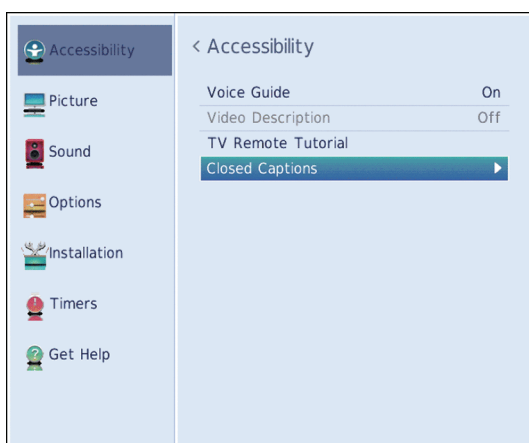 Accessibility
Picture
Sound
Options
Installation
Timers
Get Help
< Accessibility
Voice Guide On
Video Description Off
TV Remote Tutorial
Closed Captions